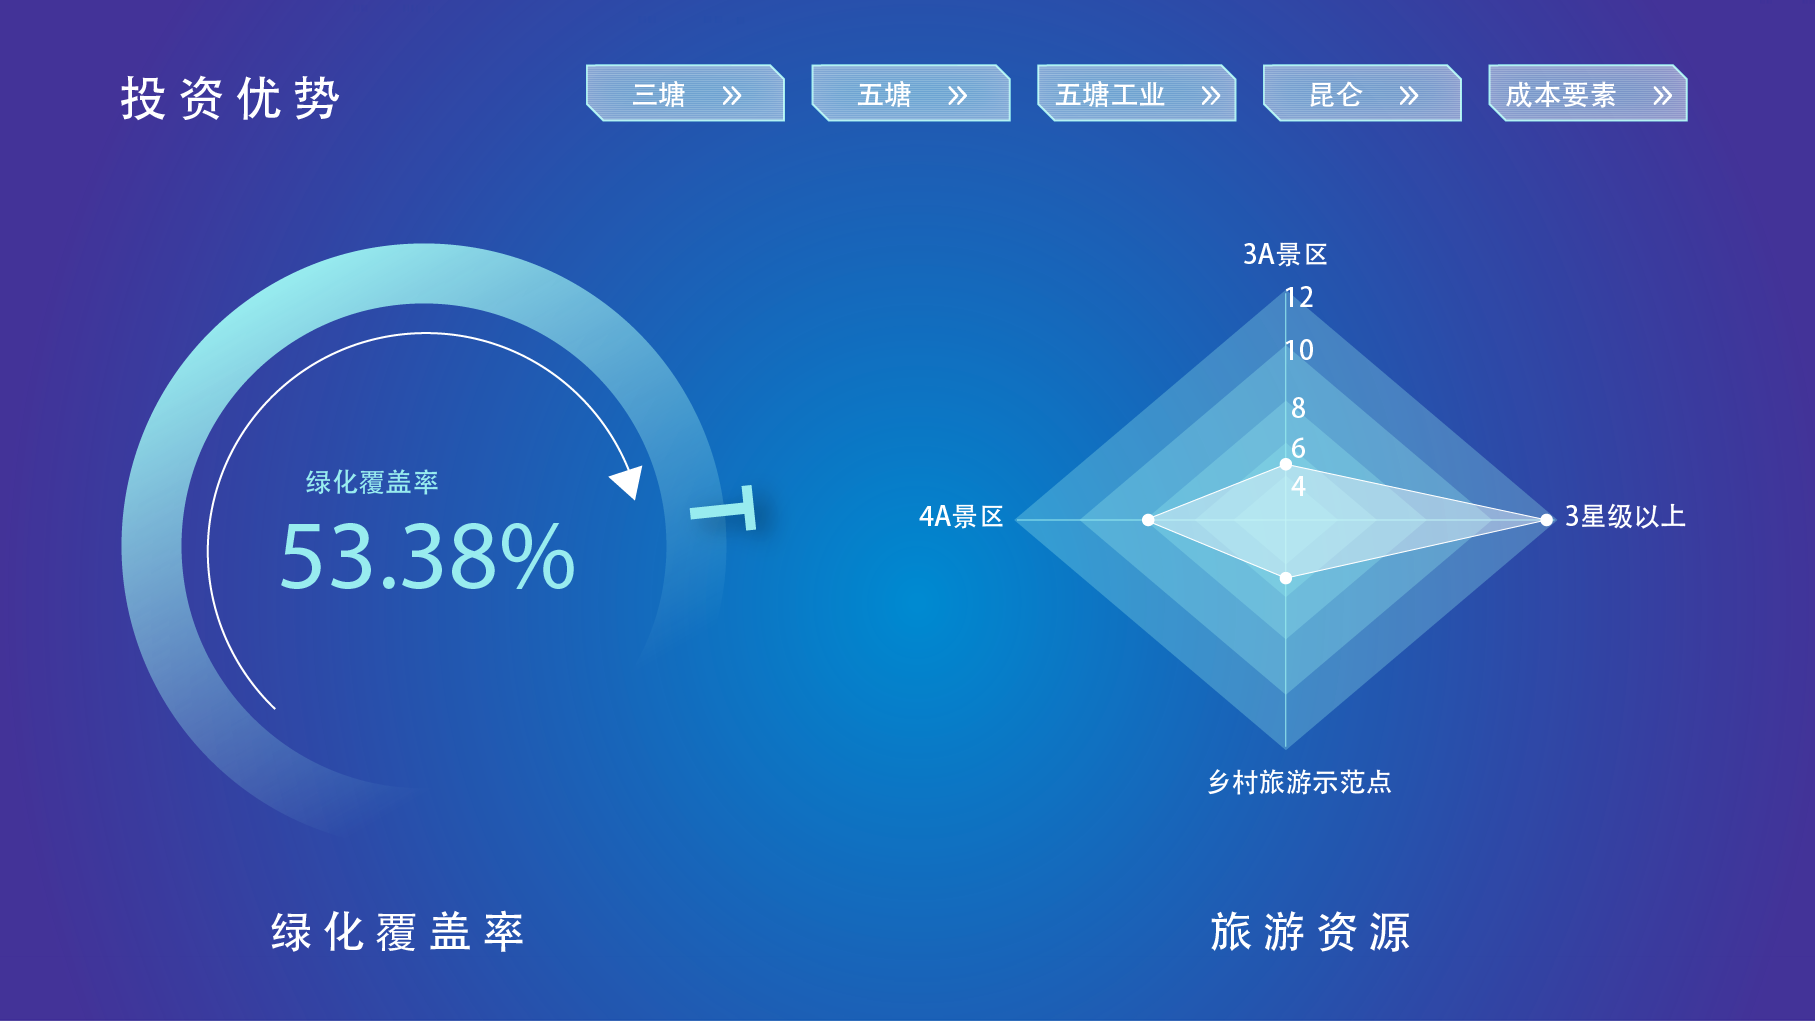 投资优势
三塘
五塘
五塘工业
昆仑
成本要素
绿化覆盖率
53.38%
3A景区
12
10
8
6
4
4A景区
3星级以上
乡村旅游示范点
绿化覆盖率
旅游资源